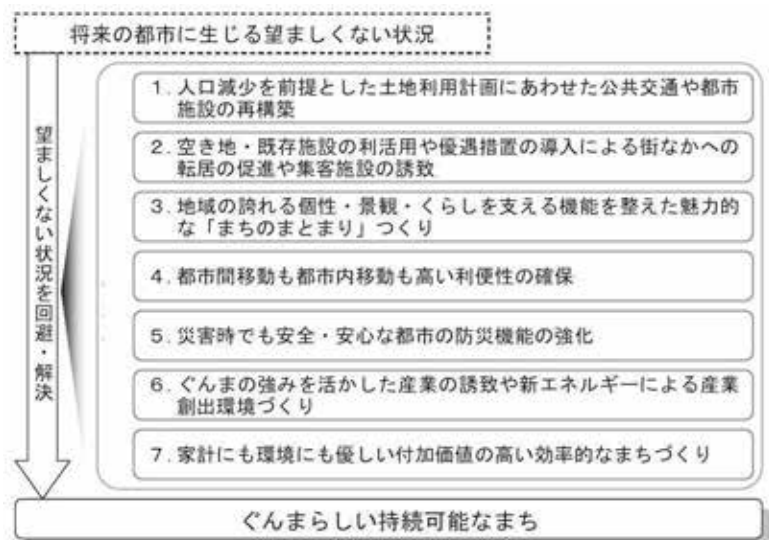 将来の都市に生じる望ましくない状況
望ましくない状況を回避・解決
1．人口減少を前提とした土地利用計画にあわせた公共交通や都市
施設の再構築
2．空き地・既存施設の利活用や優遇措置の導入による街なかへの
転居の促進や集客施設の誘致
3．地域の誇れる個性・景観・くらしを支える機能を整えた魅力的
な「まちのまとまり」つくり
4．都市間移動も都市内移動も高い利便性の確保
5．災害時でも安全・安心な都市の防災機能の強化
6．ぐんまの強みを活かした産業の誘致や新エネルギーによる産業
創出環境づくり
7．家計にも環境にも優しい付加価値の高い効率的なまちづくり
ぐんまらしい持続可能なまち